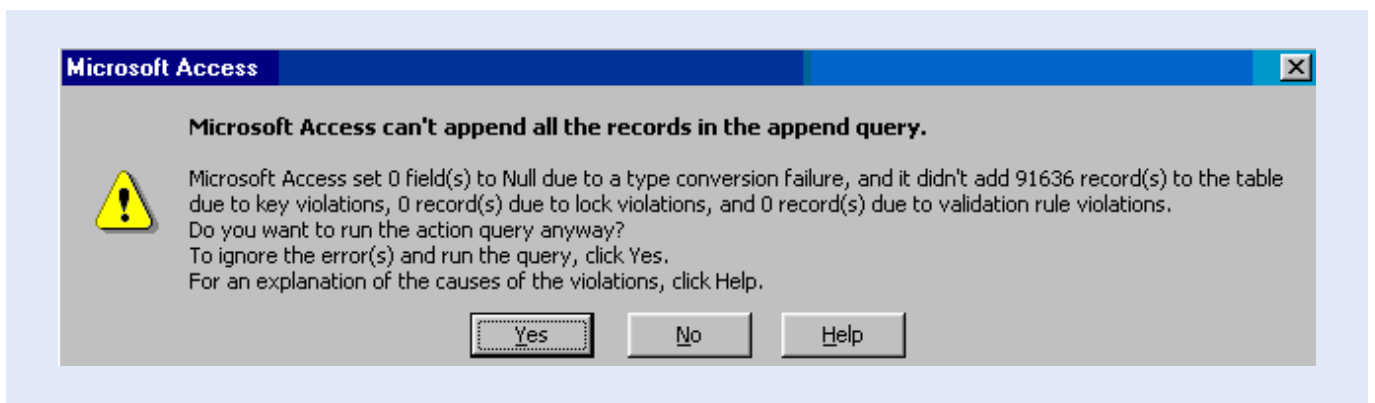 Microsoft Access
Microsoft Access can't append all the records in the append query.
Microsoft Access set 0 field(s) to Null due to a type conversion failure, and it didn't add 91636 record(s) to the table
due to key violations, 0 record(s) due to lock violations, and 0 record(s) due to validation rule violations.
Do you want to run the action query anyway?
To ignore the error(s) and run the query, click Yes.
For an explanation of the causes of the violations, click Help.
Yes No Help